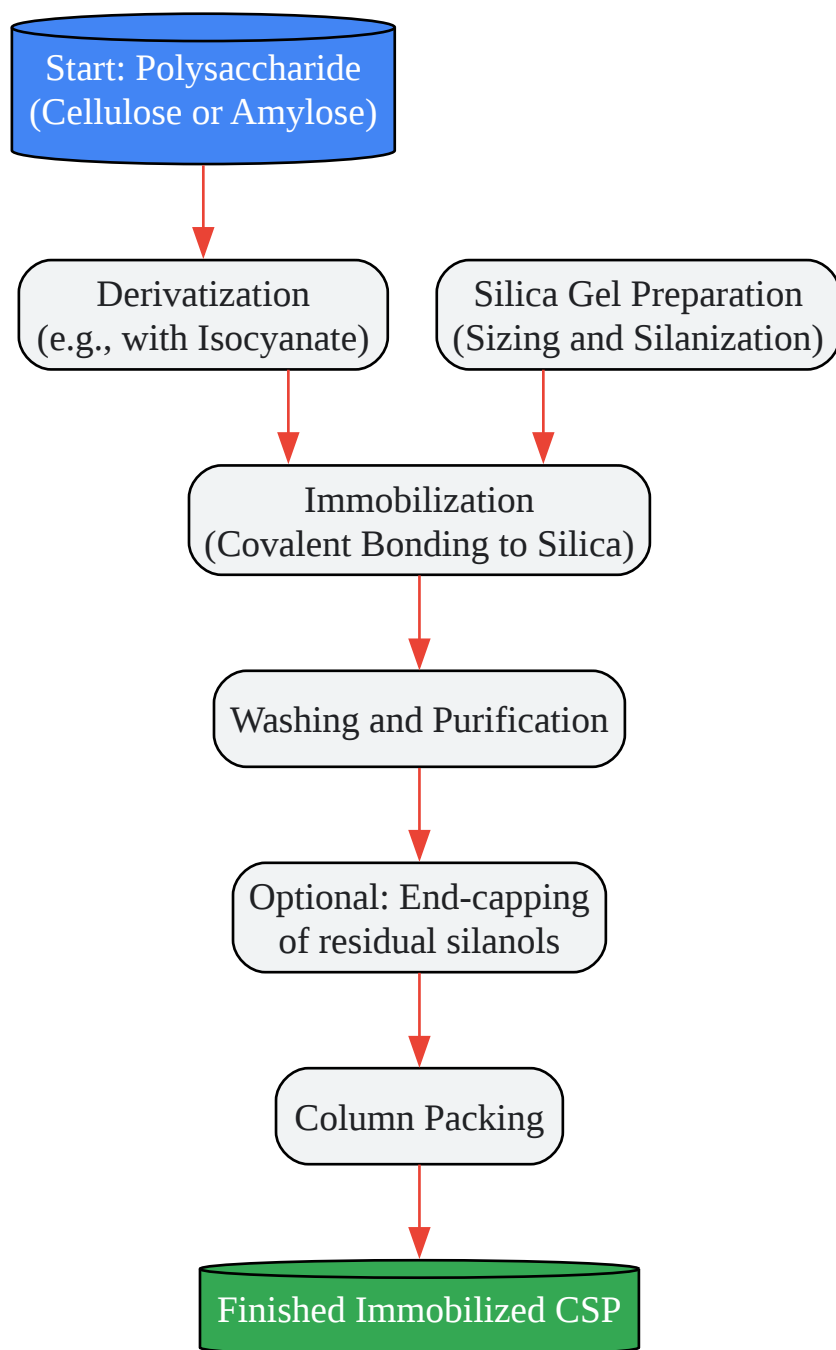 Start: Polysaccharide
(Cellulose or Amylose)
Derivatization
(e.g., with Isocyanate)
Silica Gel Preparation
(Sizing and Silanization)
Immobilization
(Covalent Bonding to Silica)
Washing and Purification
Optional: End-capping
of residual silanols
Column Packing
Finished Immobilized CSP